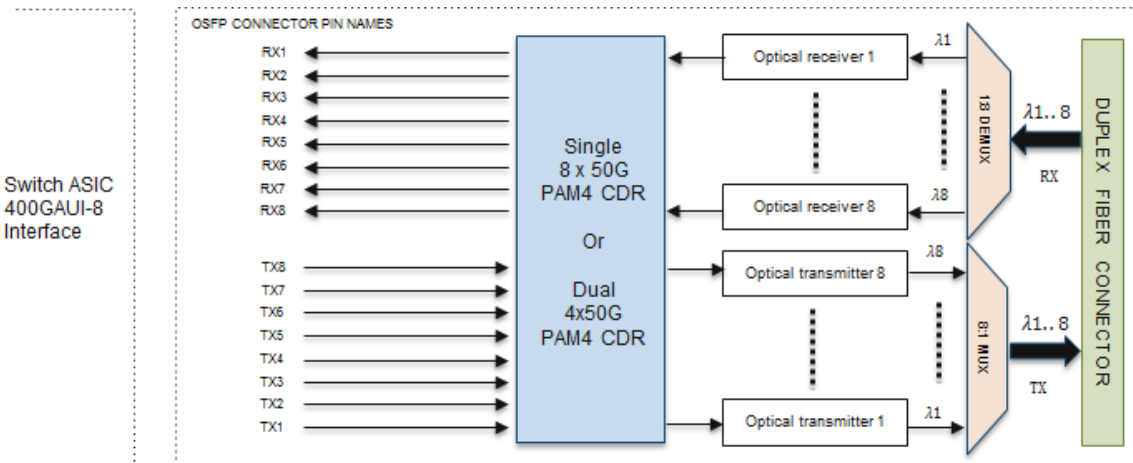 OSFP CONNECTOR PIN NAMES
Switch ASIC
400GAUI-8
Interface
RX1
RX2
RX3
RX4
RX5
RX6
RX7
RX8
TX8
TX7
TX6
TX5
TX4
TX3
TX2
TX1
Single
8 x 50G
PAM4 CDR
Or
Dual
4x50G
PAM4 CDR
Optical receiver 1
Optical receiver 8
Optical transmitter 8
Optical transmitter 1
λ1
λ8
λ8
λ1
1:8 DEMUX
8:1 MUX
λ1..8
RX
λ1..8
TX
DUPLEX FIBER CONNECTOR